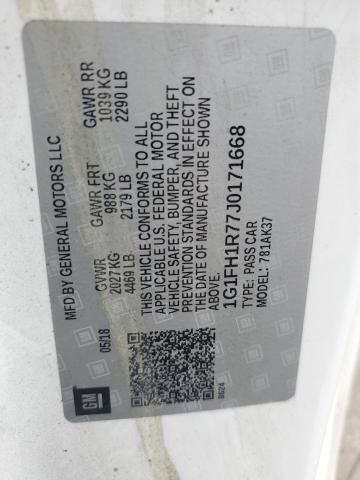 MFD BY GENERAL MOTORS LLC
05/18
GVWR
2027KG
4469 LB
GAWR FRT
988 KG
2179 LB
GAWR RR
1039 KG
2290 LB
THIS VEHICLE CONFORMS TO ALL
APPLICABLE U.S. FEDERAL MOTOR
VEHICLE SAFETY, BUMPER, AND THEFT
PREVENTION STANDARDS IN EFFECT ON
THE DATE OF MANUFACTURE SHOWN
ABOVE.
1G1FH1R77J0171668
TYPE: PASS CAR
MODEL: 781AK37
GM